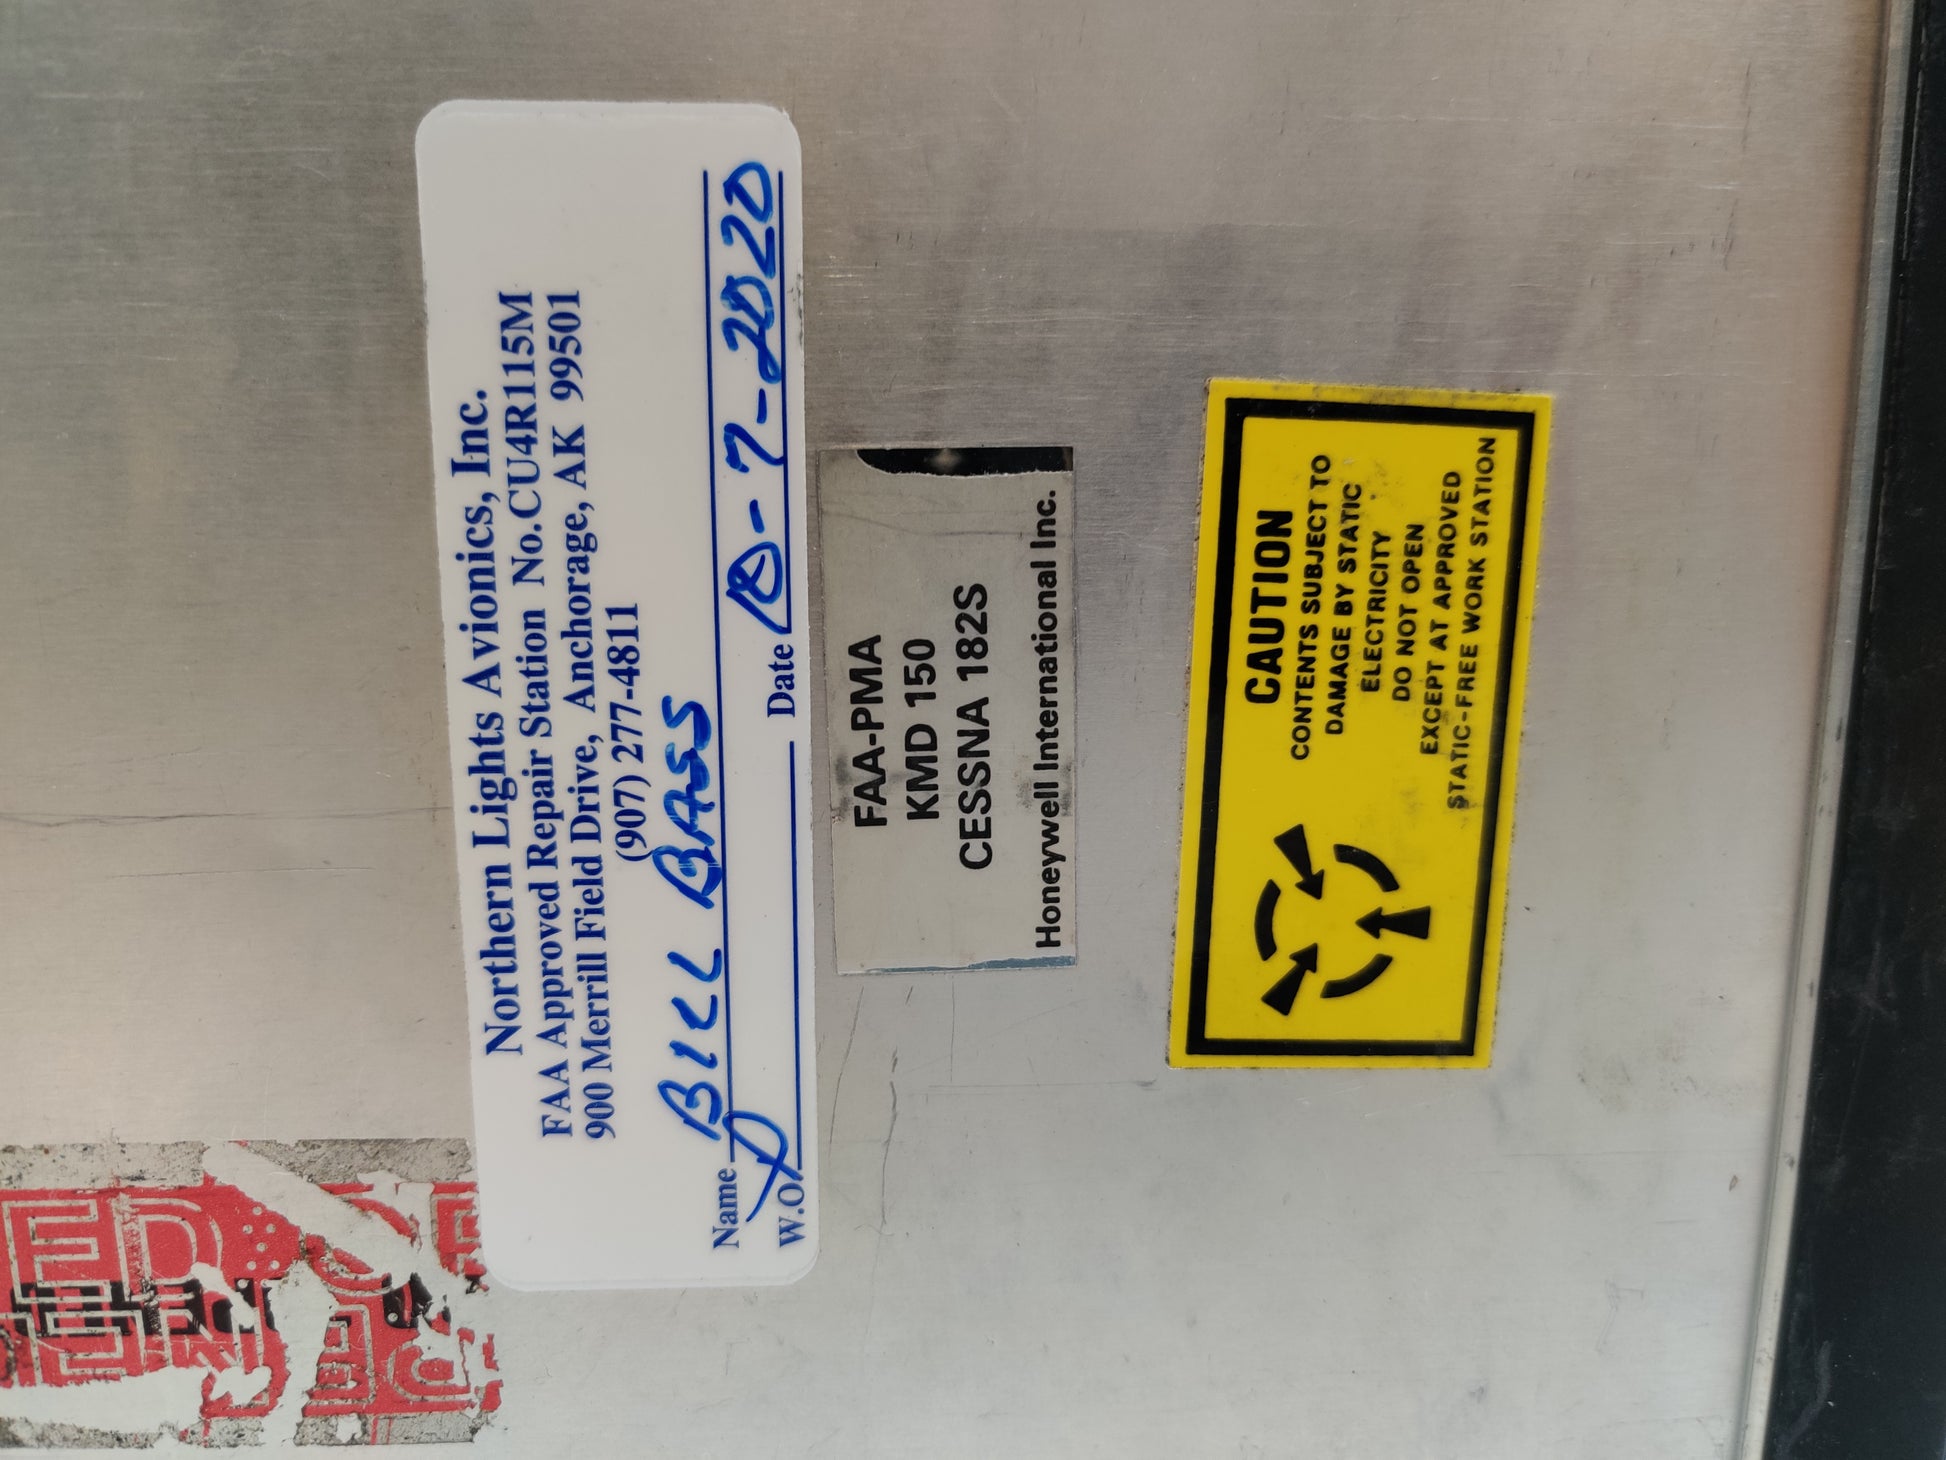 Northern Lights Avionics, Inc.
FAA Approved Repair Station No.CU4R115M
900 Merrill Field Drive, Anchorage, AK 99501
(907) 277-4811
Name BILL BASS
W.O. Date 10-7-2020
FAA-PMA
KMD 150
CESSNA 182S
Honeywell International Inc.
CAUTION
CONTENTS SUBJECT TO
DAMAGE BY STATIC
ELECTRICITY
DO NOT OPEN
EXCEPT AT APPROVED
STATIC-FREE WORK STATION